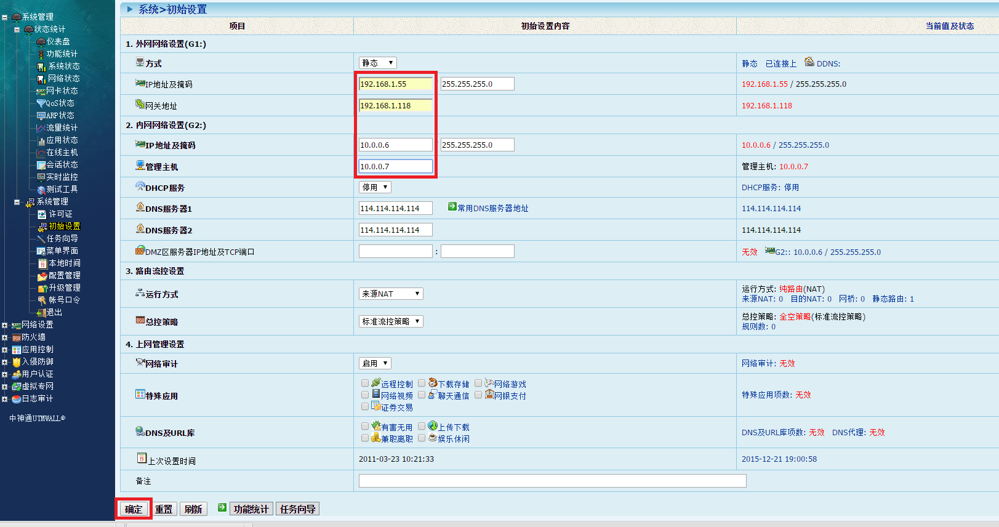 系统管理
状态统计
仪表盘
功能统计
系统状态
网络状态
网卡状态
QoS状态
ARP状态
流量统计
应用状态
在线主机
会话状态
实时监控
测试工具
系统管理
许可证
初始设置
任务向导
菜单界面
本地时间
配置管理
升级管理
帐号口令
退出
网络设置
防火墙
应用控制
入侵防御
用户认证
虚拟专网
日志审计
中神通UTMWALL®
系统>初始设置
项目 初始设置内容 当前值及状态
1. 外网网络设置(G1:)
方式 静态 静态 已连接上 DDNS:
IP地址及掩码 192.168.1.55 255.255.255.0 192.168.1.55 / 255.255.255.0
网关地址 192.168.1.118 192.168.1.118
2. 内网网络设置(G2:)
IP地址及掩码 10.0.0.6 255.255.255.0 10.0.0.6 / 255.255.255.0
管理主机 10.0.0.7 管理主机: 10.0.0.7
DHCP服务 停用 DHCP服务: 停用
DNS服务器1 114.114.114.114 常用DNS服务器地址 114.114.114.114
DNS服务器2 114.114.114.114 114.114.114.114
DMZ区服务器IP地址及TCP端口 : 无效 G2:: 10.0.0.6 / 255.255.255.0
3. 路由流控设置
运行方式 来源NAT 运行方式: 纯路由(NAT)
来源NAT: 0 目的NAT: 0 网桥: 0 静态路由: 1
总控策略 标准流控策略 总控策略: 全空策略(标准流控策略)
规则数: 0
4. 上网管理设置
网络审计 启用 网络审计: 无效
特殊应用 远程控制 下载存储 网络游戏
网络视频 聊天通信 网银支付 特殊应用项数: 无效
证券交易
DNS及URL库 有害无用 上传下载
兼职离职 娱乐休闲 DNS及URL库项数: 无效 DNS代理: 无效
上次设置时间 2011-03-23 10:21:33 2015-12-21 19:00:58
备注
确定 重置 刷新 功能统计 任务向导